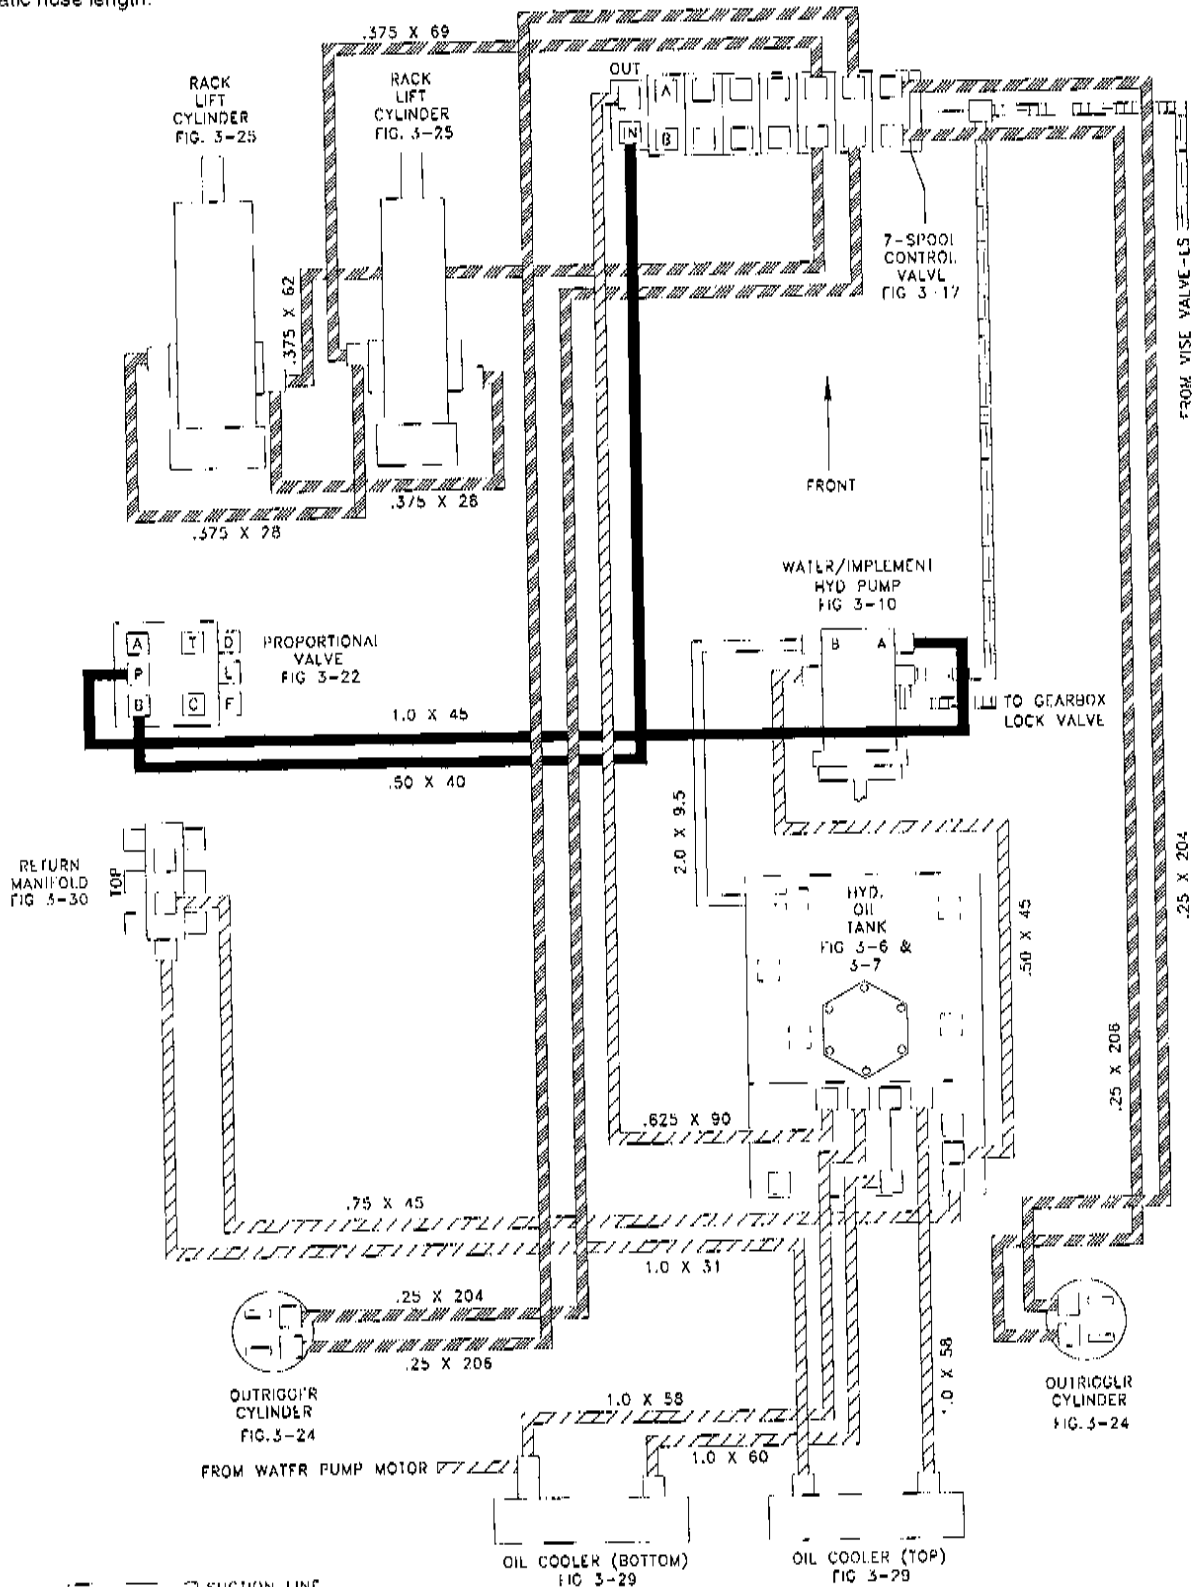 hose length.
.375 X 69
RACK
LIFT
CYLINDER
FIG. 3-25
RACK
LIFT
CYLINDER
FIG. 3-25
OUT
A
IN
B
7-SPOOL
CONTROL
VALVE
FIG 3-17
FROM VISE VALVE-ES
.375 X 62
FRONT
.375 X 28
.375 X 28
WATER/IMPLEMENT
HYD PUMP
FIG 3-10
B A
A T D
P L
B C F
PROPORTIONAL
VALVE
FIG 3-22
TO GEARBOX
LOCK VALVE
1.0 X 45
.50 X 40
2.0 X 9.5
RETURN
MANIFOLD
FIG 3-30
TOP
HYD.
OIL
TANK
FIG 3-6 &
3-7
.50 X 45
.25 X 204
.25 X 206
.625 X 90
.75 X 45
1.0 X 31
.25 X 204
.25 X 206
OUTRIGGER
CYLINDER
FIG. 3-24
1.0 X 58
OUTRIGGER
CYLINDER
FIG. 3-24
1.0 X 58
1.0 X 60
FROM WATER PUMP MOTOR
OIL COOLER (BOTTOM)
FIG 3-29
OIL COOLER (TOP)
FIG 3-29
SUCTION LINE